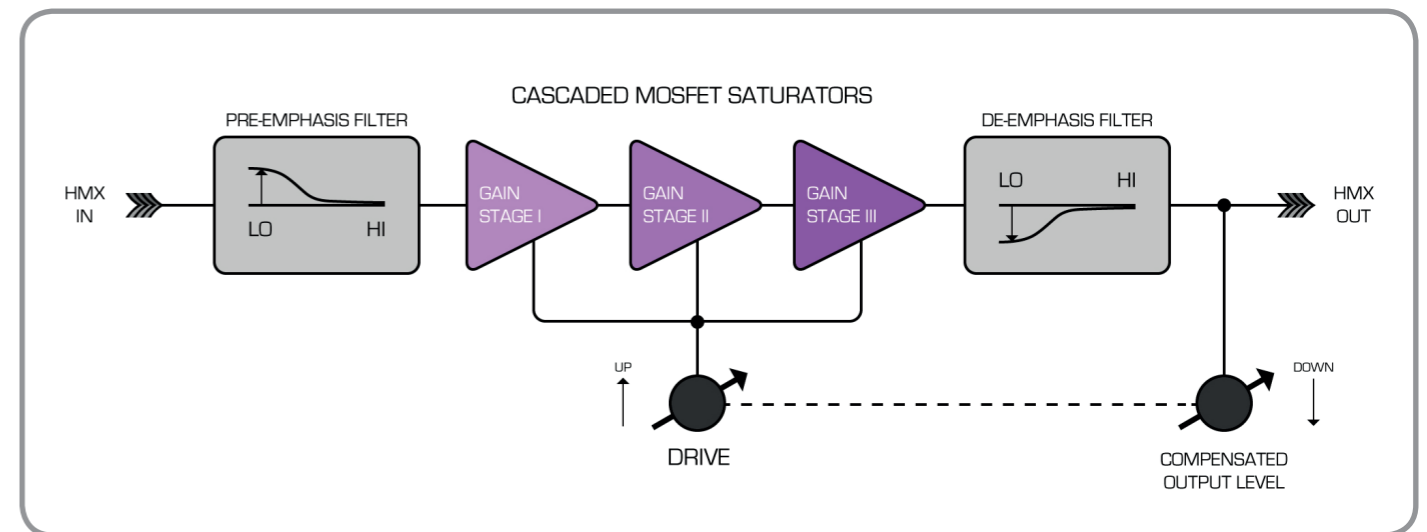 CASCADED MOSFET SATURATORS
PRE-EMPHASIS FILTER
DE-EMPHASIS FILTER
HMX
IN
LO
HI
GAIN
STAGE I
GAIN
STAGE II
GAIN
STAGE III
LO
HI
HMX
OUT
UP
DRIVE
DOWN
COMPENSATED
OUTPUT LEVEL